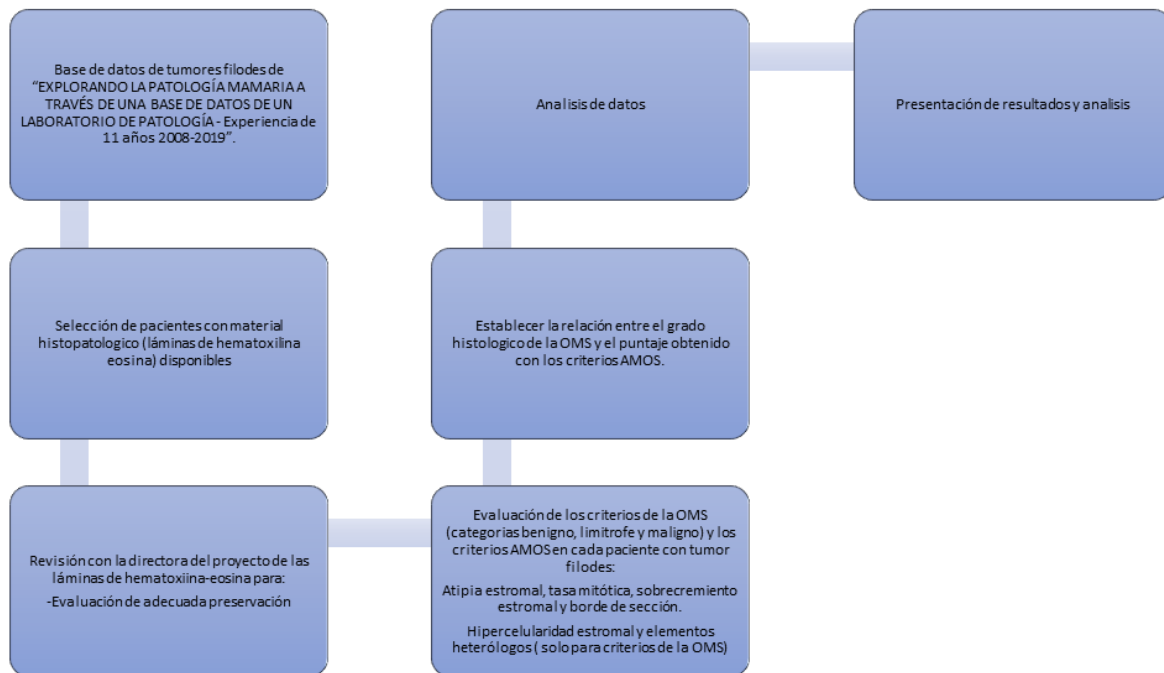 Base de datos de tumores filodes de
“EXPLORANDO LA PATOLOGÍA MAMARIA A
TRAVÉS DE UNA BASE DE DATOS DE UN
LABORATORIO DE PATOLOGÍA - Experiencia de
11 años 2008-2019”.
Selección de pacientes con material
histopatologico (láminas de hematoxilina
eosina) disponibles
Revisión con la directora del proyecto de las
láminas de hematoxiina-eosina para:
-Evaluación de adecuada preservación
Evaluación de los criterios de la OMS
(categorias benigno, limitrofe y maligno) y los
criterios AMOS en cada paciente con tumor
filodes:
Atipia estromal, tasa mitótica, sobrecremiento
estromal y borde de sección.
Hipercelularidad estromal y elementos
heterólogos ( solo para criterios de la OMS)
Establecer la relación entre el grado
histologico de la OMS y el puntaje obtenido
con los criterios AMOS.
Analisis de datos
Presentación de resultados y analisis